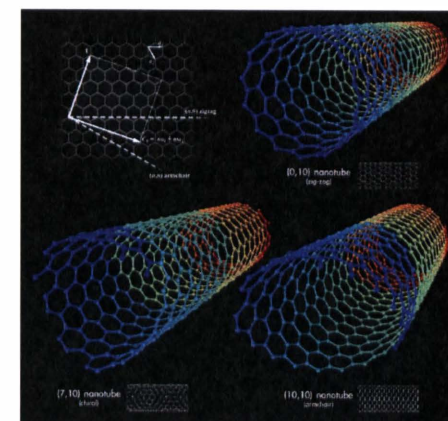 (n,0) zigzag
(n,n) armchair
(0,10) nanotube
(zig-zag)
(7,10) nanotube
(chiral)
(10,10) nanotube
(armchair)